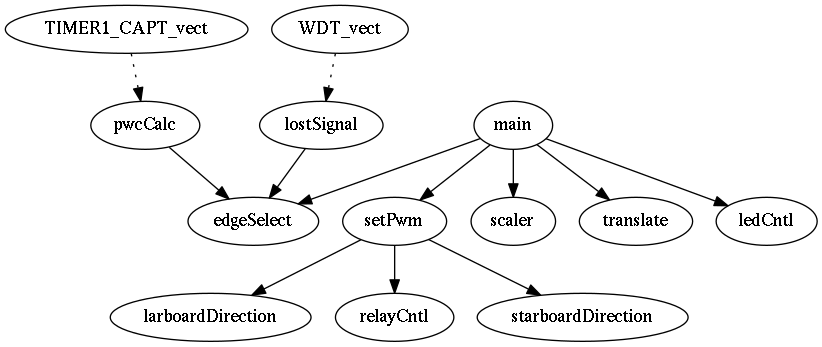 TIMER1_CAPT_vect
WDT_vect
pwcCalc
lostSignal
main
edgeSelect
setPwm
scaler
translate
ledCntl
larboardDirection
relayCntl
starboardDirection